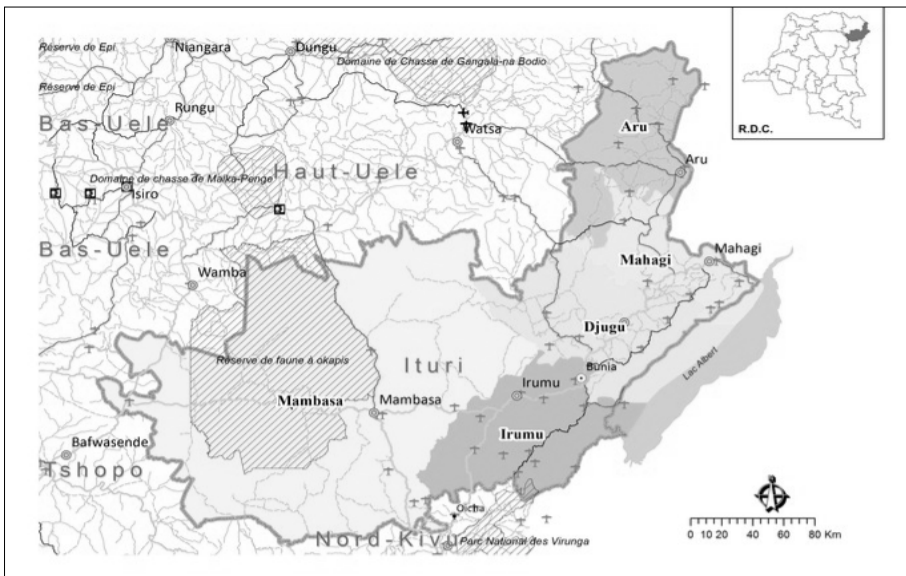 Réserve de Epi
Niangara
Dungu
Domaine de Chasse de Gangala-na Bodio
Réserve de Epi
R.D.C.
Rungu
Bas-Uele
Aru
Watsa
Haut-Uele
Aru
Domaine de chasse de Maika-Penge
Isiro
Bas-Uele
Mahagi
Mahagi
Wamba
Djugu
Réserve de faune à okapis
Ituri
Lac Albert
Bunia
Irumu
Mambasa
Mambasa
Irumu
Bafwasende
Tshopo
Oicha
Nord-Kivu
Parc National des Virunga
0 10 20 40 60 80 Km